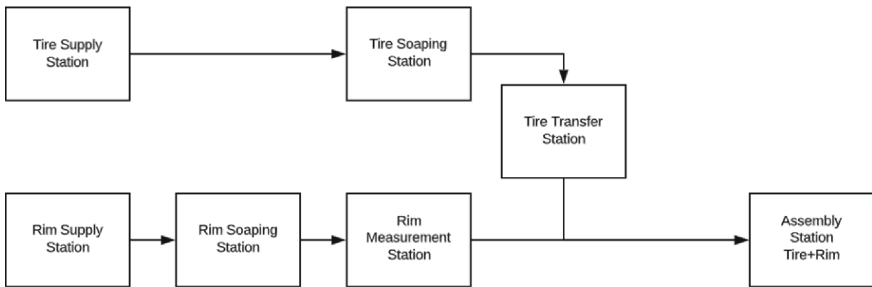 Tire Supply
Station
Tire Soaping
Station
Tire Transfer
Station
Rim Supply
Station
Rim Soaping
Station
Rim
Measurement
Station
Assembly
Station
Tire+Rim